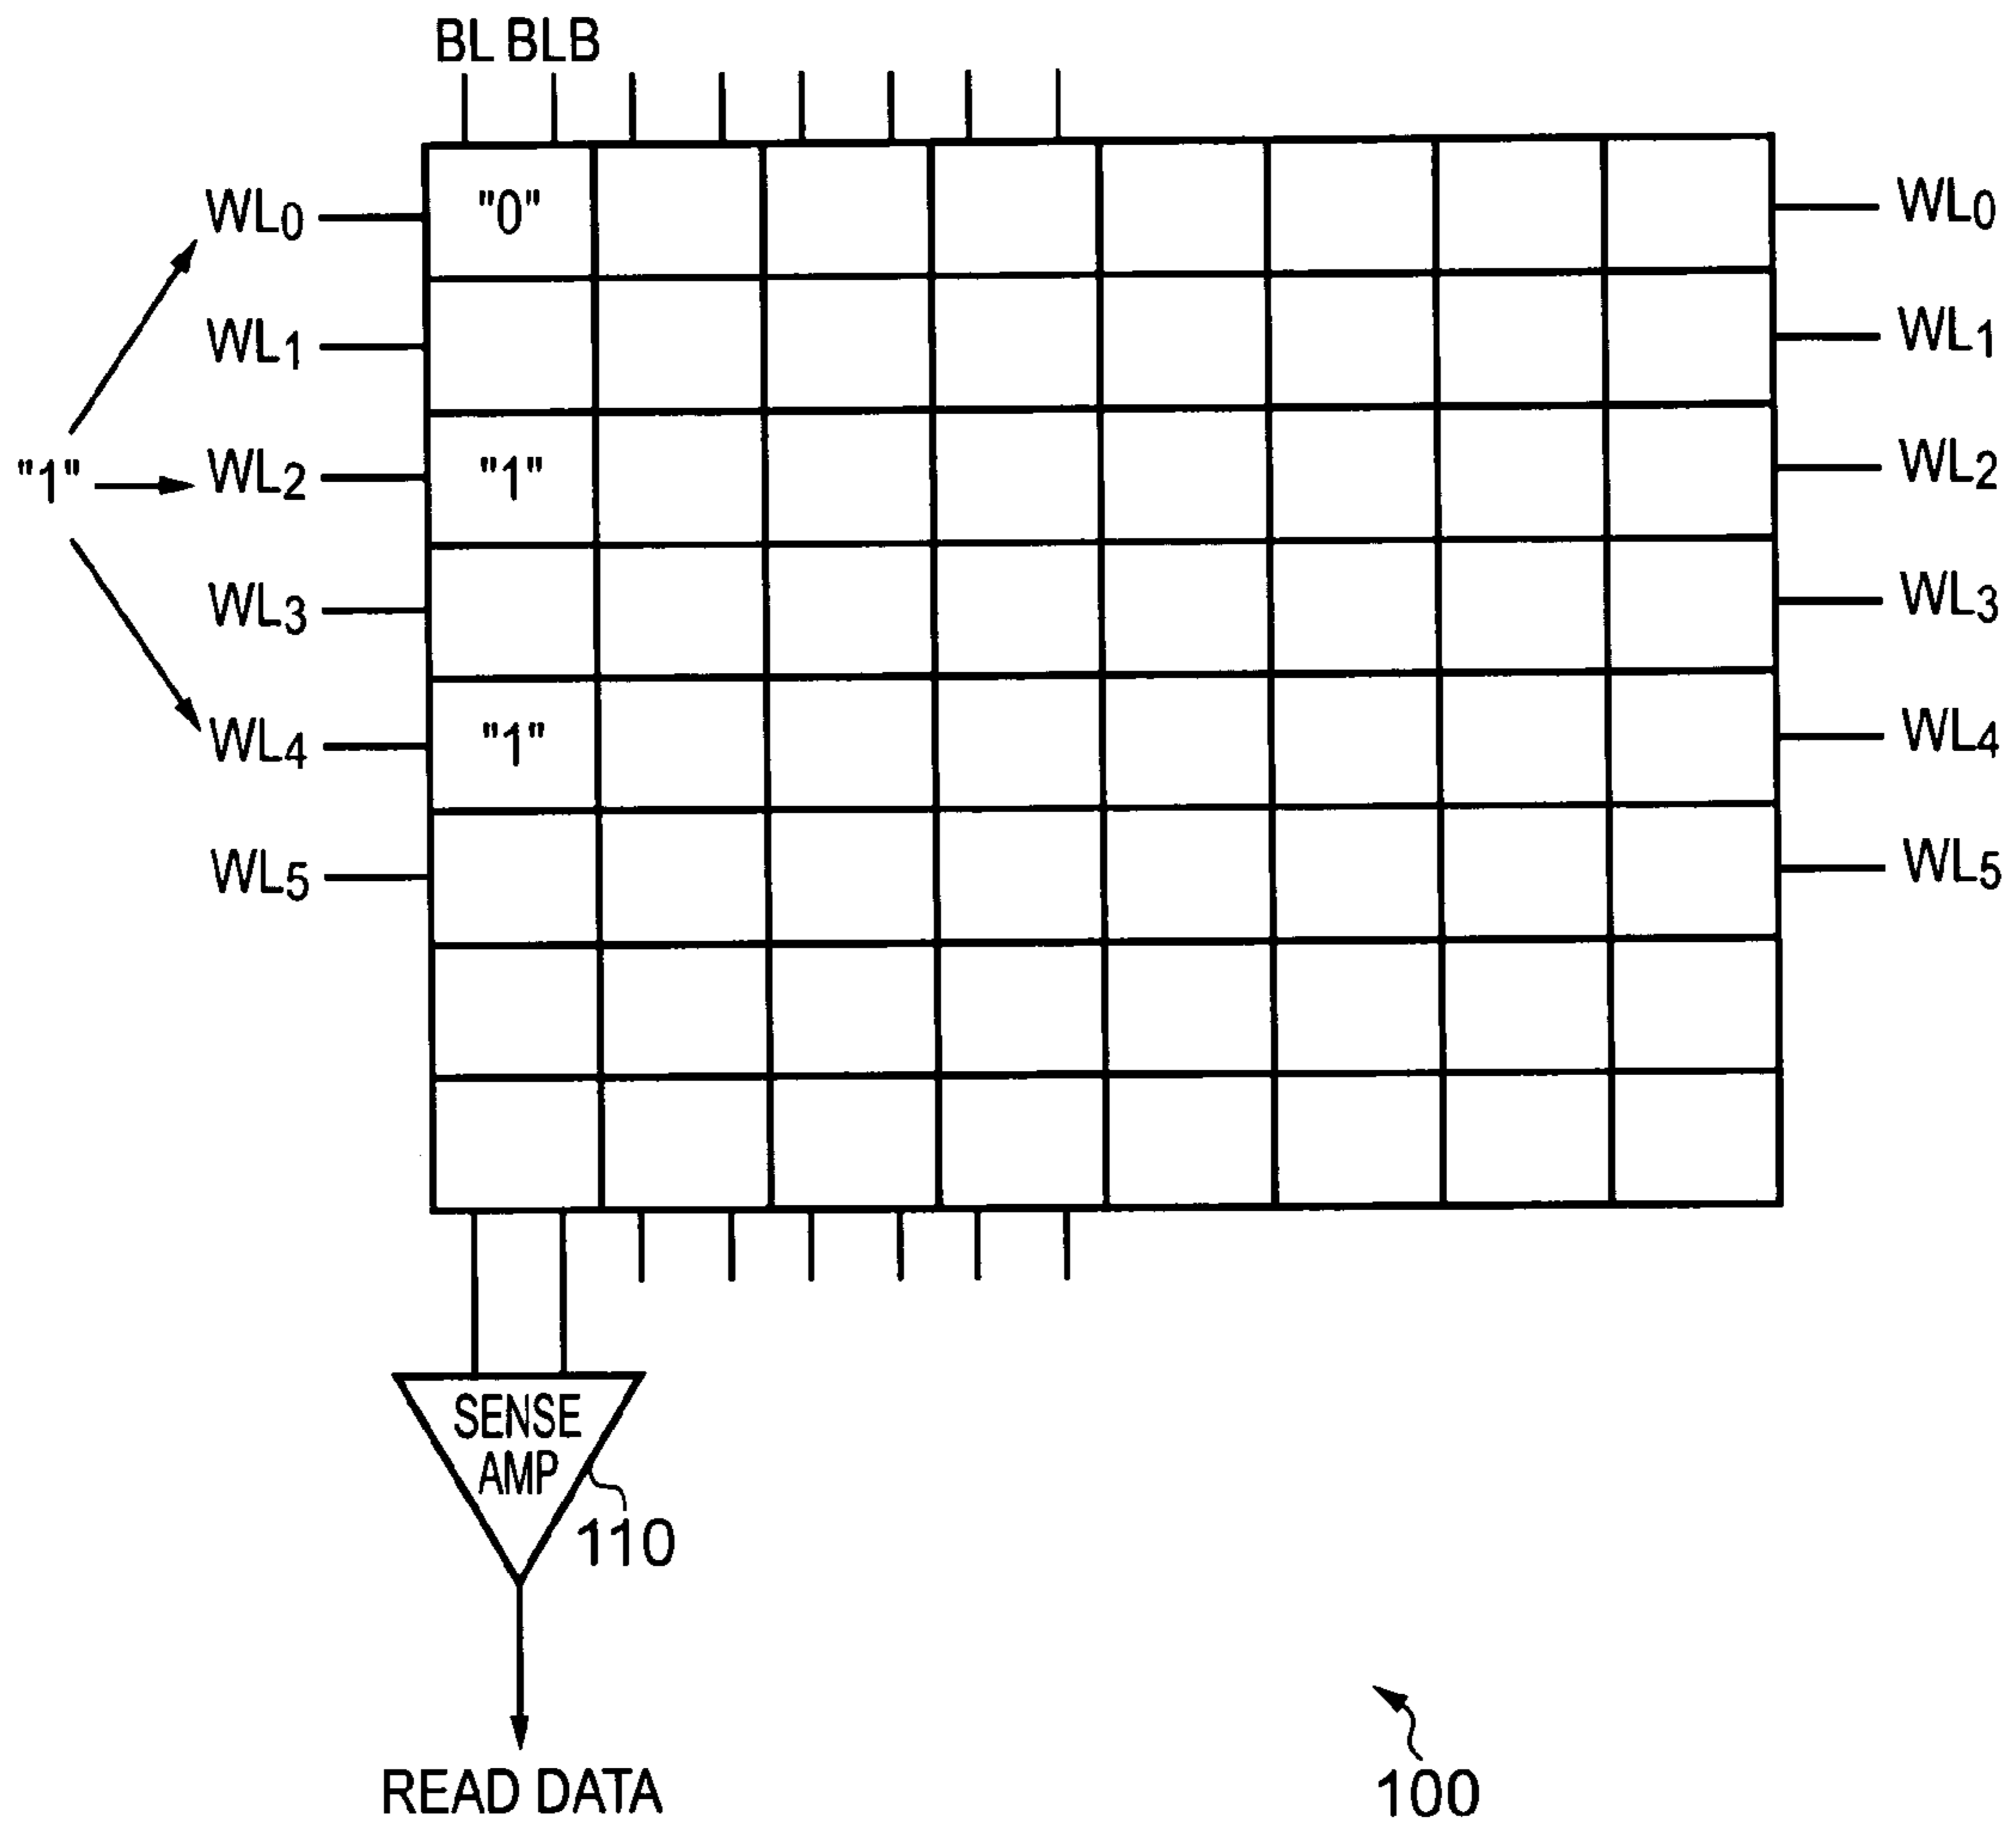 BL BLB
WL0 "0" WL0
WL1 WL1
"1" WL2 "1" WL2
WL3 WL3
WL4 "1" WL4
WL5 WL5
SENSE
AMP
110
READ DATA
100